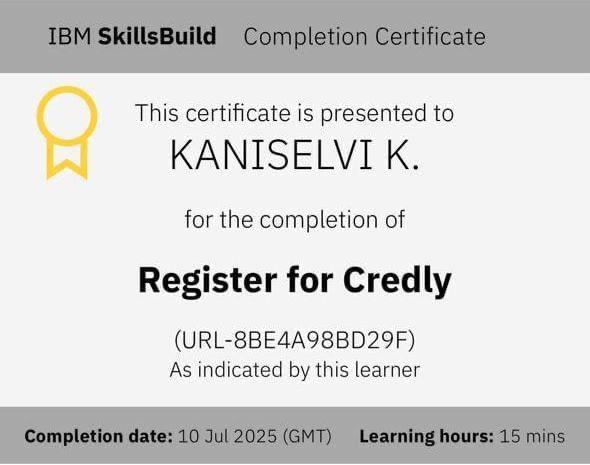 IBM SkillsBuild Completion Certificate
This certificate is presented to
KANISELVI K.
for the completion of
Register for Credly
(URL-8BE4A98BD29F)
As indicated by this learner
Completion date: 10 Jul 2025 (GMT) Learning hours: 15 mins